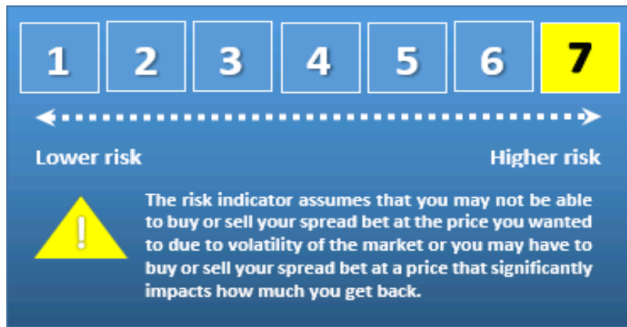 1 2 3 4 5 6 7
Lower risk Higher risk
!
The risk indicator assumes that you may not be able
to buy or sell your spread bet at the price you wanted
to due to volatility of the market or you may have to
buy or sell your spread bet at a price that significantly
impacts how much you get back.